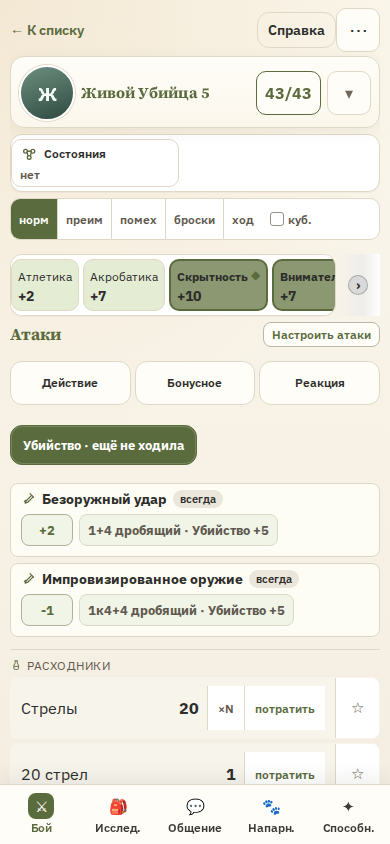 ← К списку
Справка
...
Ж
Живой Убийца 5
43/43
▼
Состояния
нет
норм
преим
помех
броски
ход
куб.
Атлетика
+2
Акробатика
+7
Скрытность ◆
+10
Внимател
+7
›
Атаки
Настроить атаки
Действие
Бонусное
Реакция
Убийство · ещё не ходила
Безоружный удар
всегда
+2
1+4 дробящий · Убийство +5
Импровизированное оружие
всегда
-1
1к4+4 дробящий · Убийство +5
РАСХОДНИКИ
Стрелы
20
×N
потратить
☆
20 стрел
1
потратить
☆
Бой
Исслед.
Общение
Напарн.
Способн.